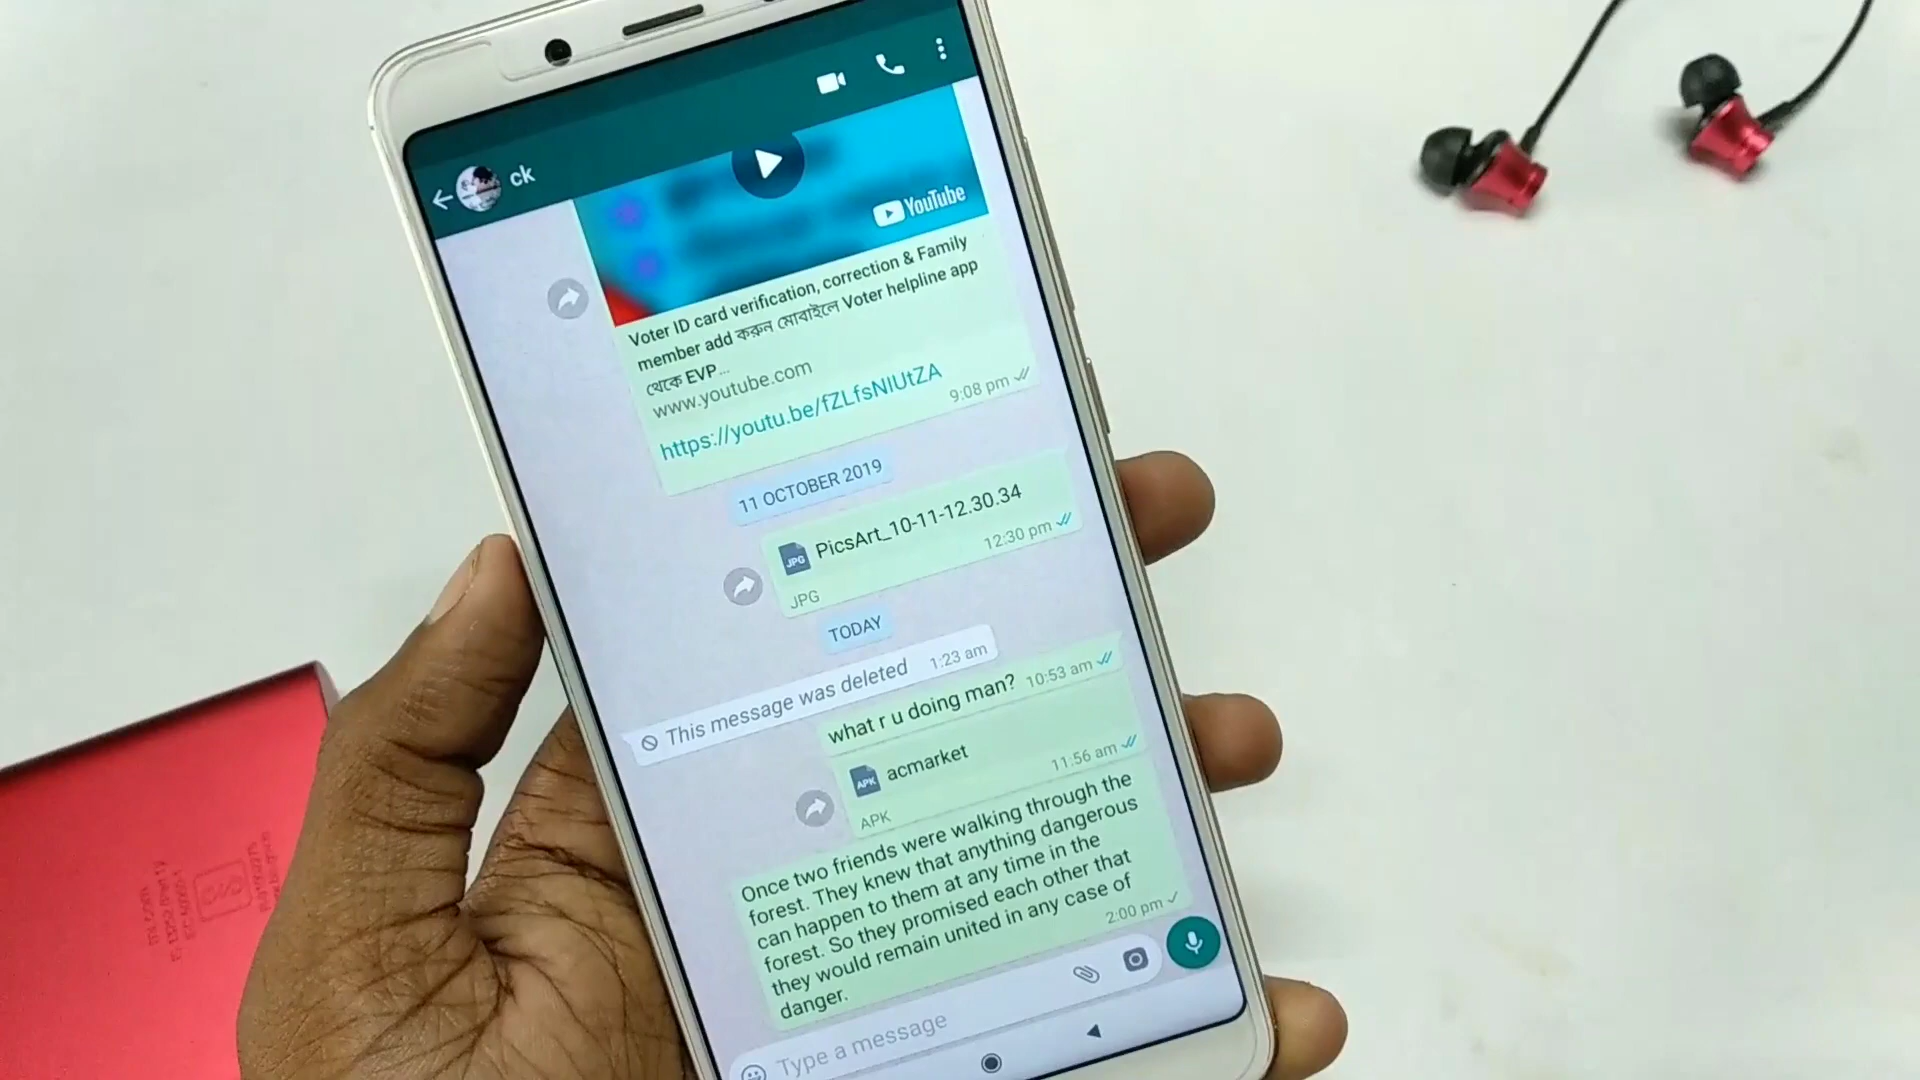 ck
YouTube
Voter ID card verification, correction & Family
member add করুন মোবাইলে Voter helpline app
থেকে EVP...
www.youtube.com
https://youtu.be/fZLfsNlUtZA
9:08 pm
11 OCTOBER 2019
JPG
PicsArt_10-11-12.30.34
12:30 pm
JPG
TODAY
This message was deleted 1:23 am
what r u doing man? 10:53 am
APK
acmarket
11:56 am
APK
Once two friends were walking through the
forest. They knew that anything dangerous
can happen to them at any time in the
forest. So they promised each other that
they would remain united in any case of
danger.
2:00 pm
Type a message